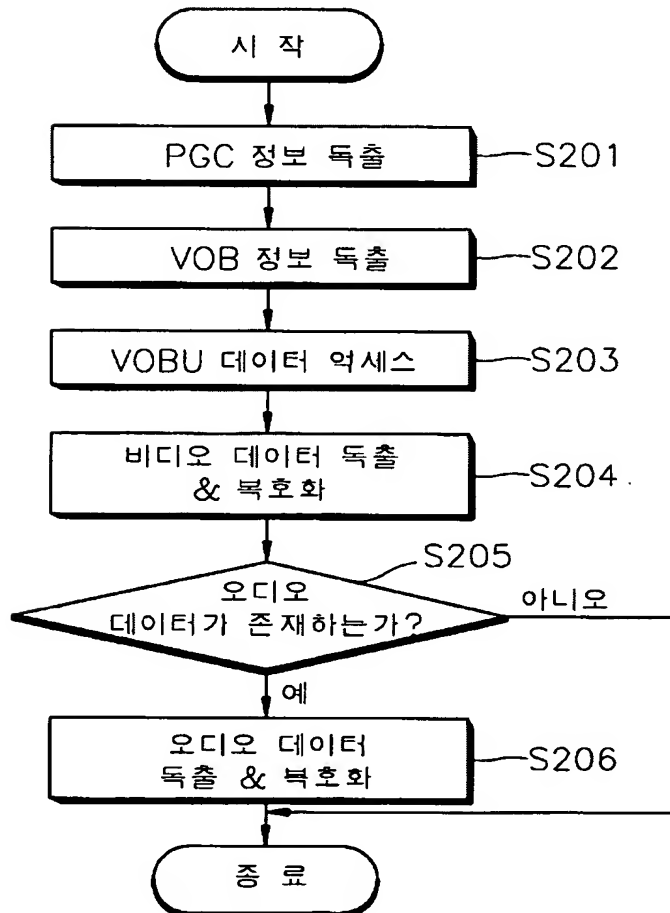 시 작
PGC 정보 독출
S201
VOB 정보 독출
S202
VOBU 데이터 억세스
S203
비디오 데이터 독출
& 복호화
S204
S205
오디오
데이터가 존재하는가?
아니오
예
오디오 데이터
독출 & 복호화
S206
종 료